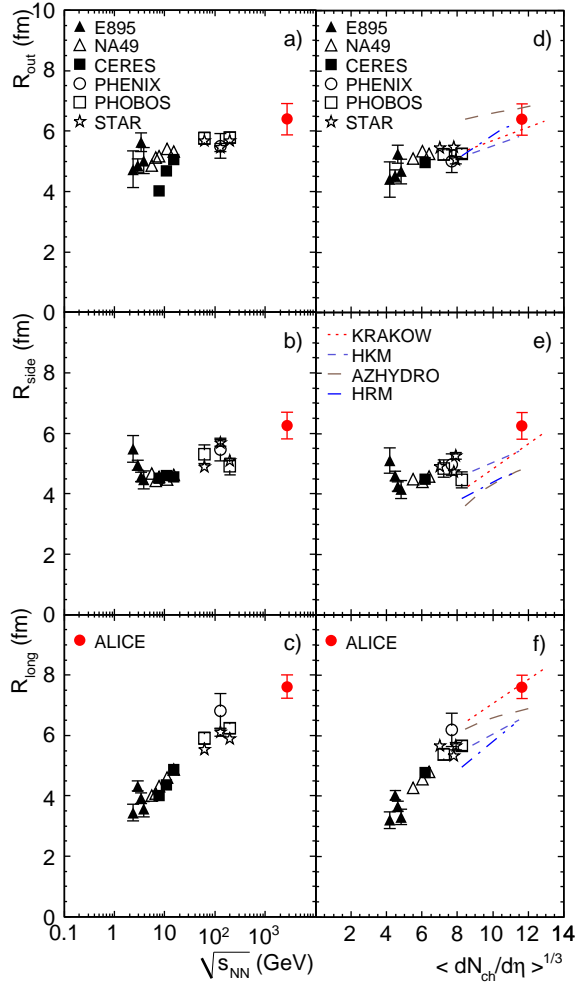 R_out (fm)
10
8
6
4
2
0
E895
NA49
CERES
PHENIX
PHOBOS
STAR
a)
E895
NA49
CERES
PHENIX
PHOBOS
STAR
d)
R_side (fm)
8
6
4
2
0
b)
KRAKOW
HKM
AZHYDRO
HRM
e)
R_long (fm)
8
6
4
2
0
ALICE
c)
ALICE
f)
0.1 1 10 10² 10³
2 4 6 8 10 12 14
√s_NN (GeV)
< dN_ch/dη >^1/3